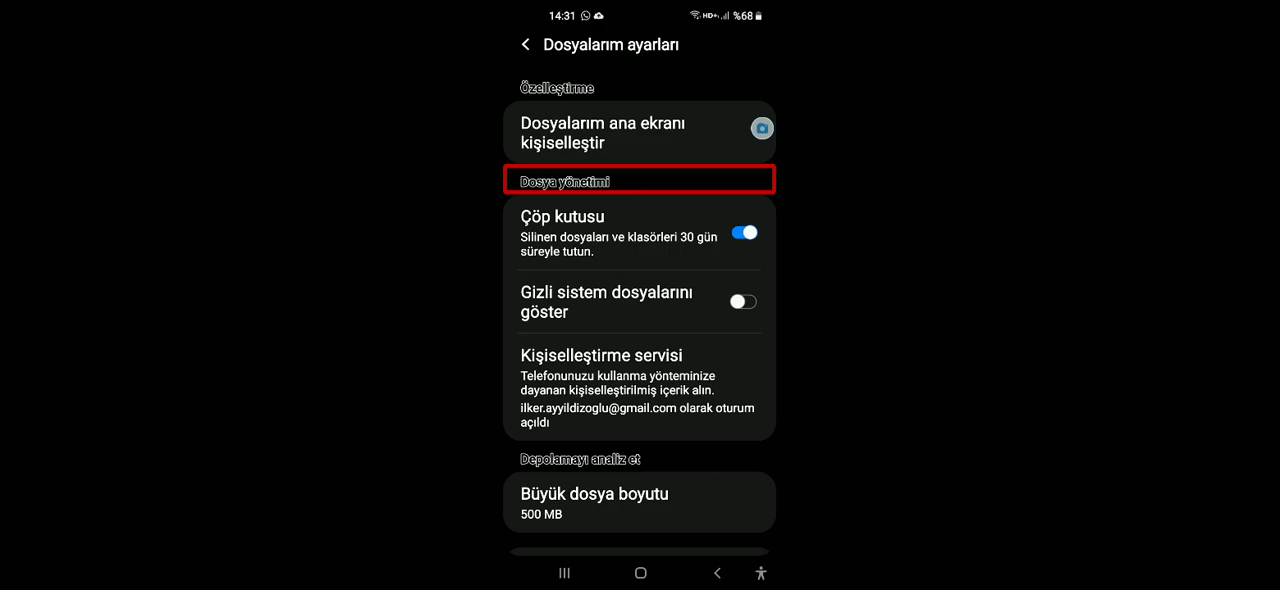 14:31 HD+ %68
Dosyalarım ayarları
Özelleştirme
Dosyalarım ana ekranı
kişiselleştir
Dosya yönetimi
Çöp kutusu
Silinen dosyaları ve klasörleri 30 gün
süreyle tutun.
Gizli sistem dosyalarını
göster
Kişiselleştirme servisi
Telefonunuzu kullanma yönteminize
dayanan kişiselleştirilmiş içerik alın.
ilker.ayyildizoglu@gmail.com olarak oturum
açıldı
Depolamayı analiz et
Büyük dosya boyutu
500 MB